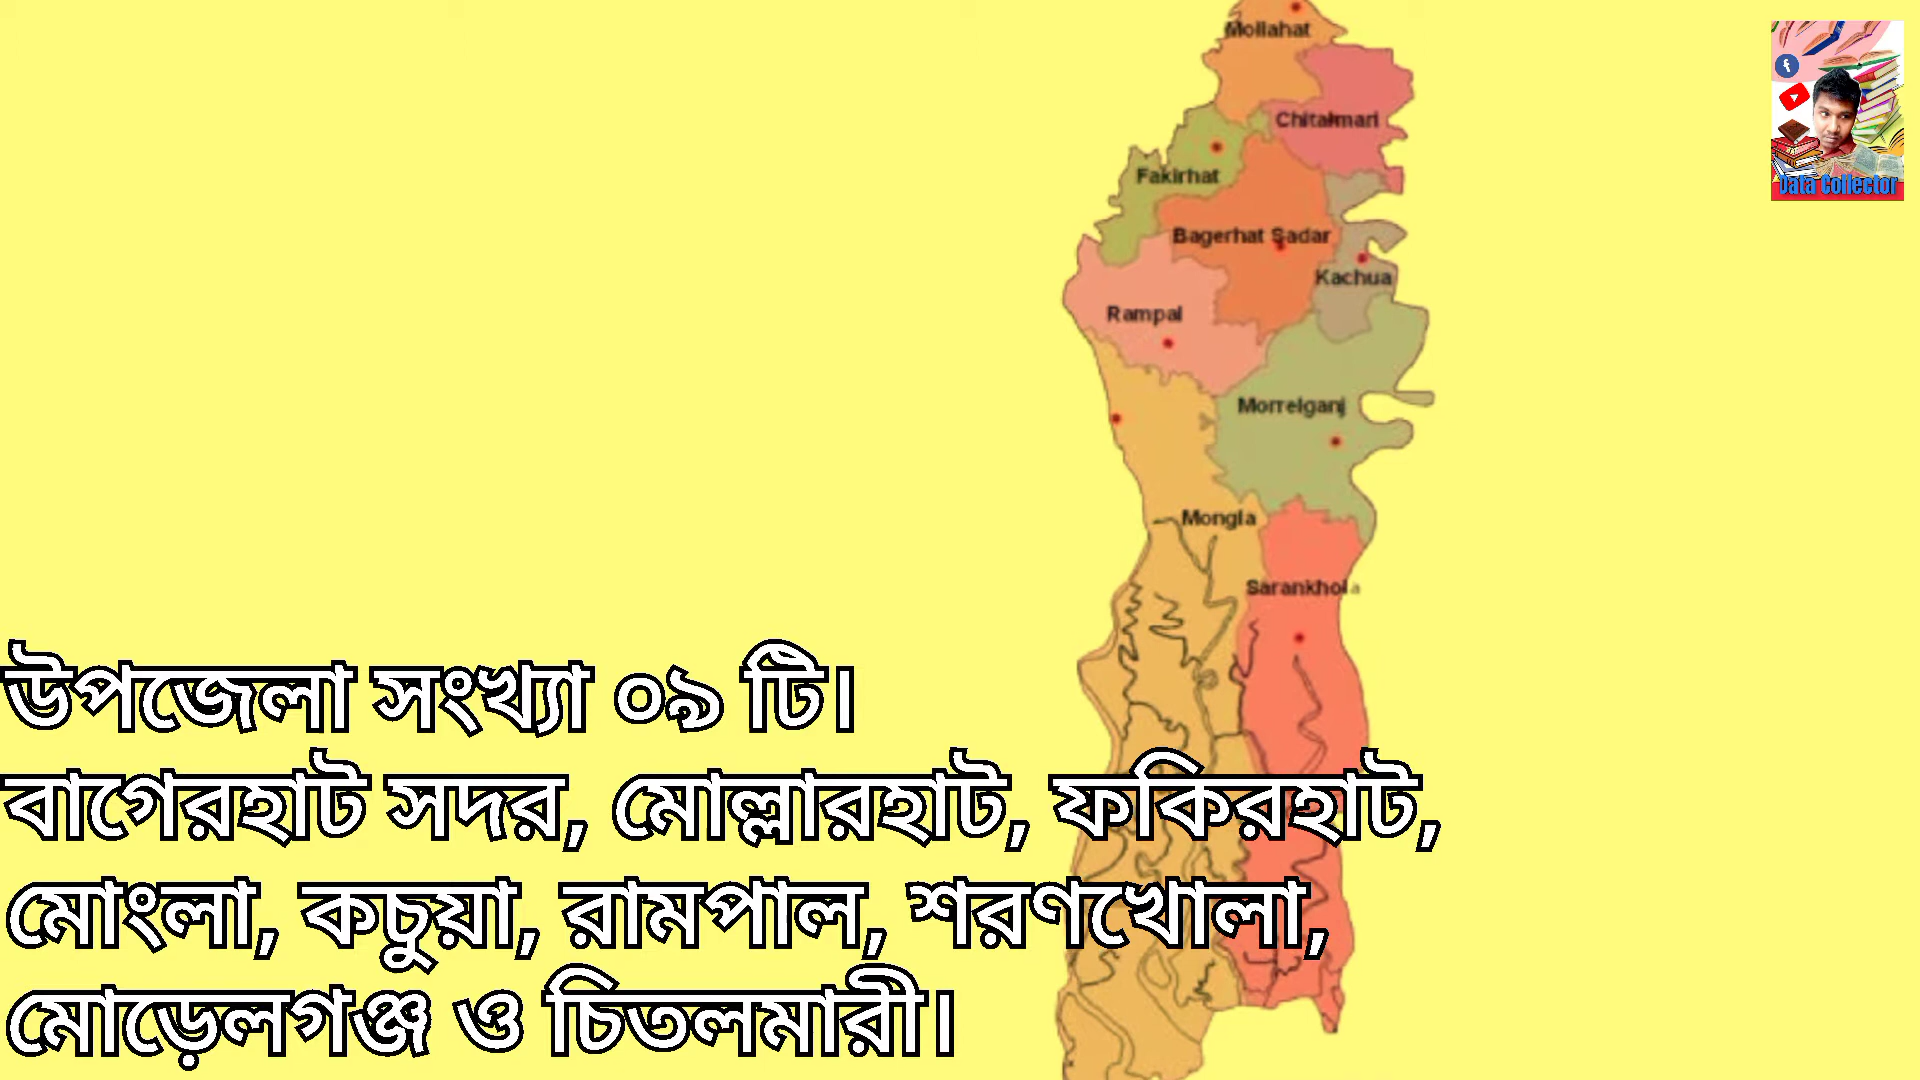 Mollahat
Chitalmari
Fakirhat
Bagerhat Sadar
Kachua
Rampal
Morrelganj
Mongla
Sarankhola
Data Collector
উপজেলা সংখ্যা ০৯ টি।
বাগেরহাট সদর, মোল্লারহাট, ফকিরহাট,
মোংলা, কচুয়া, রামপাল, শরণখোলা,
মোড়েলগঞ্জ ও চিতলমারী।